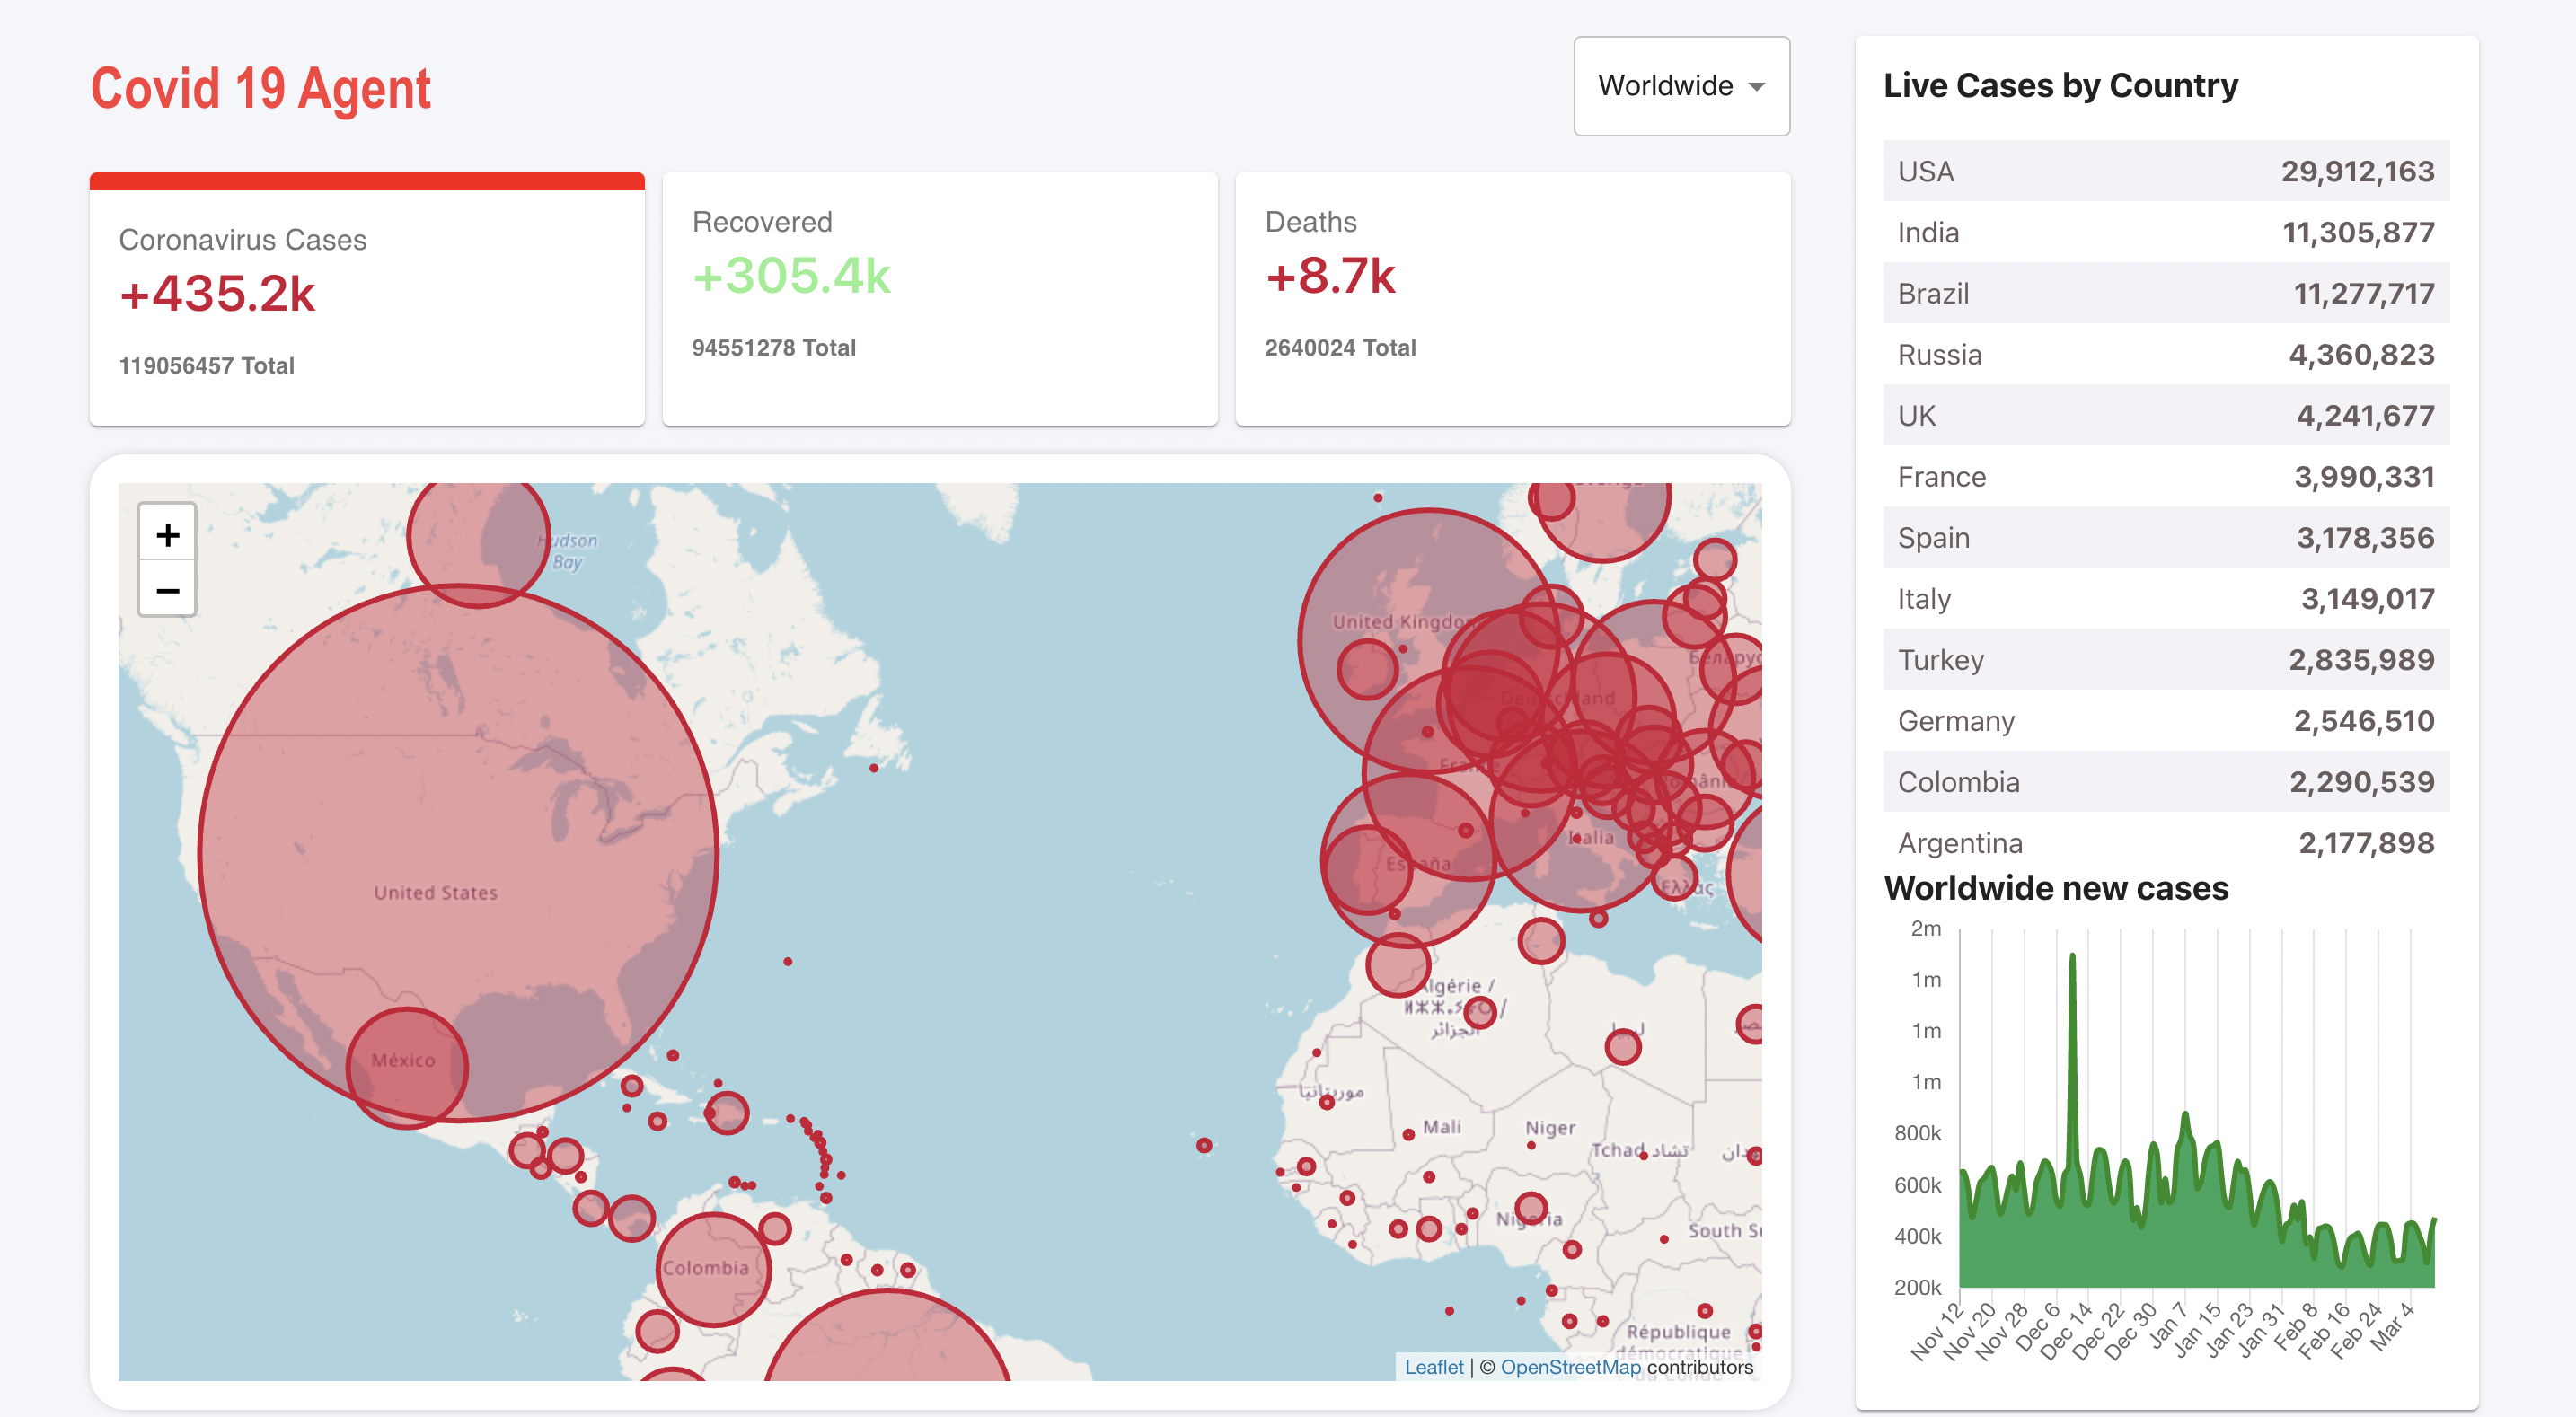 Covid 19 Agent
Worldwide
Coronavirus Cases
+435.2k
119056457 Total
Recovered
+305.4k
94551278 Total
Deaths
+8.7k
2640024 Total
+
−
Hudson
Bay
United States
México
Colombia
United Kingdom
Deutschland
France
España
Italia
Ελλάς
Algérie /
الجزائر
ليبيا
موريتانيا
Mali
Niger
Tchad تشاد
Nigeria
South Su
République
démocratique
du Congo
Leaflet | © OpenStreetMap contributors
Live Cases by Country
USA 29,912,163
India 11,305,877
Brazil 11,277,717
Russia 4,360,823
UK 4,241,677
France 3,990,331
Spain 3,178,356
Italy 3,149,017
Turkey 2,835,989
Germany 2,546,510
Colombia 2,290,539
Argentina 2,177,898
Worldwide new cases
2m
1m
1m
1m
800k
600k
400k
200k
Nov 12
Nov 20
Nov 28
Dec 6
Dec 14
Dec 22
Dec 30
Jan 7
Jan 15
Jan 23
Jan 31
Feb 8
Feb 16
Feb 24
Mar 4